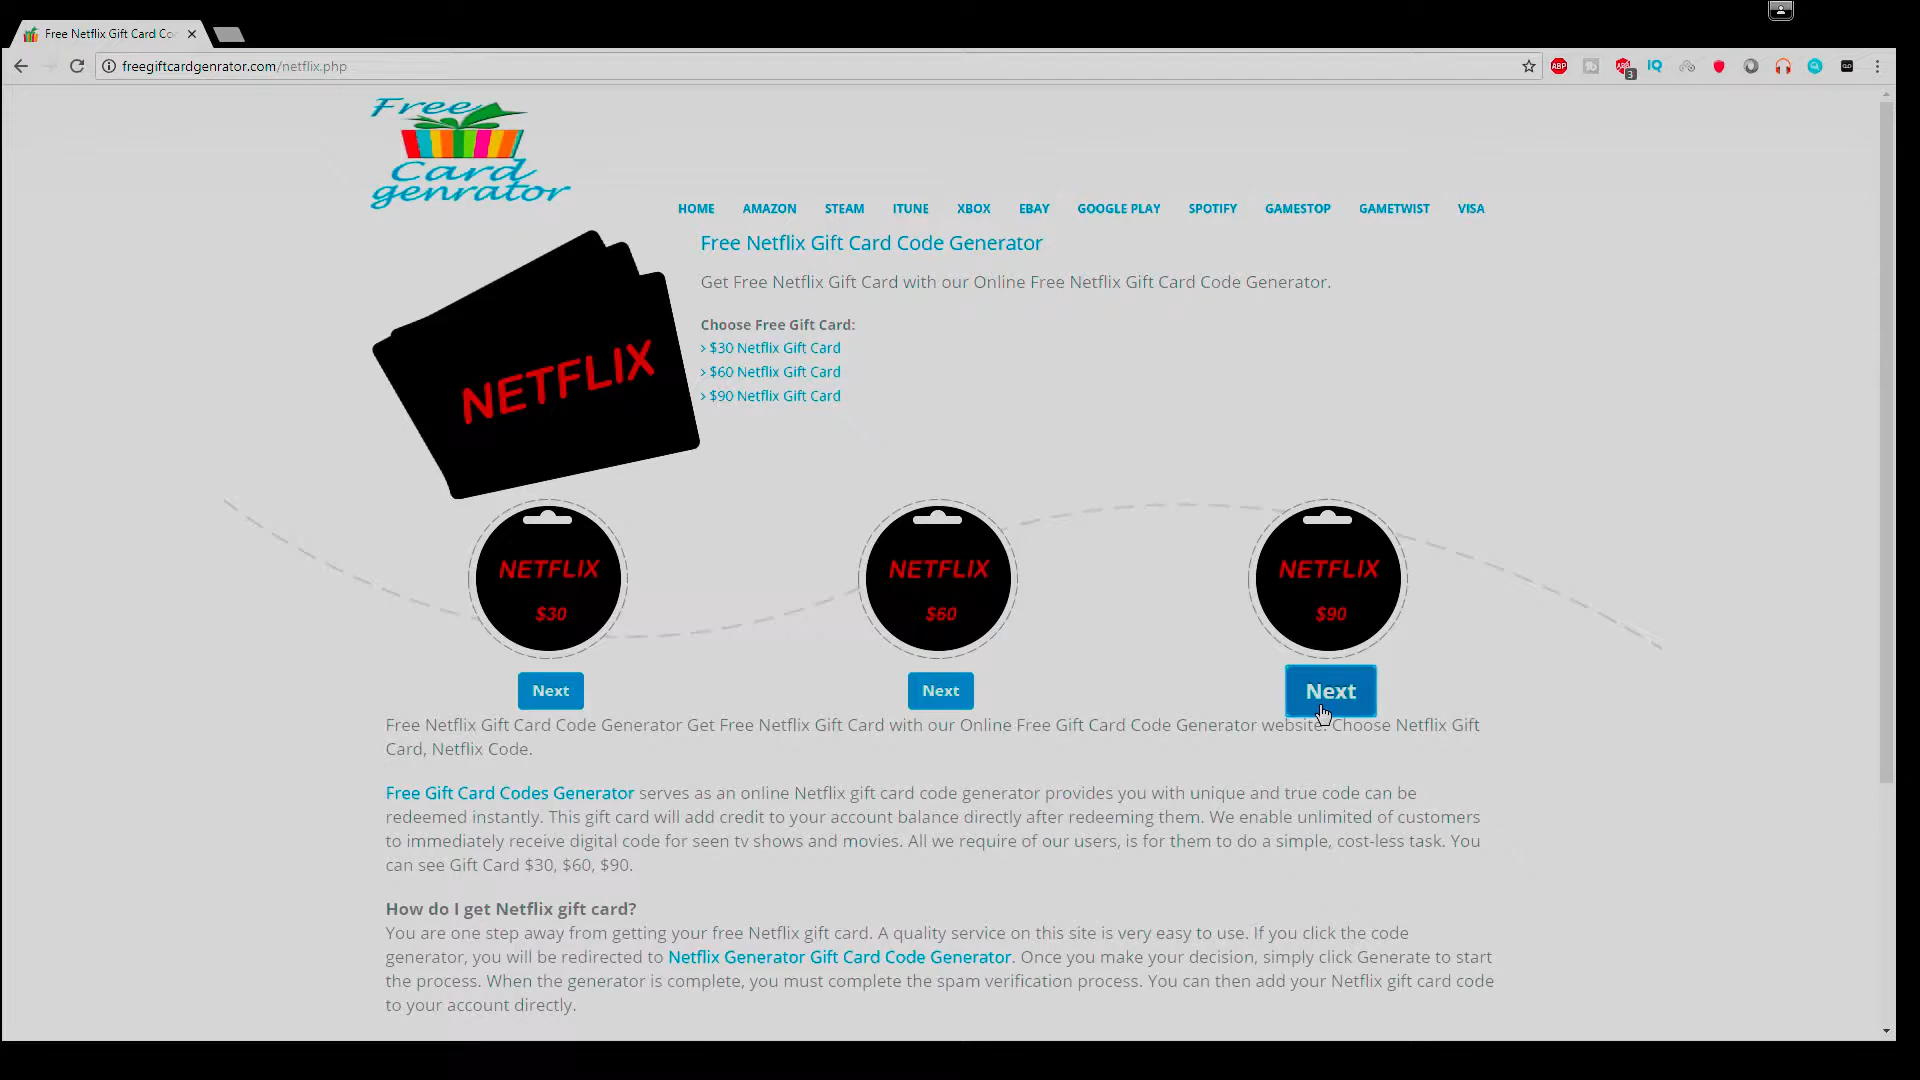 Free Netflix Gift Card Co
freegiftcardgenrator.com/netflix.php
ABP
3
IQ
Free
Card
genrator
HOME AMAZON STEAM ITUNE XBOX EBAY GOOGLE PLAY SPOTIFY GAMESTOP GAMETWIST VISA
Free Netflix Gift Card Code Generator
Get Free Netflix Gift Card with our Online Free Netflix Gift Card Code Generator.
Choose Free Gift Card:
› $30 Netflix Gift Card
› $60 Netflix Gift Card
› $90 Netflix Gift Card
NETFLIX
NETFLIX NETFLIX NETFLIX
$30 $60 $90
Next Next Next
Free Netflix Gift Card Code Generator Get Free Netflix Gift Card with our Online Free Gift Card Code Generator website. Choose Netflix Gift
Card, Netflix Code.
Free Gift Card Codes Generator serves as an online Netflix gift card code generator provides you with unique and true code can be
redeemed instantly. This gift card will add credit to your account balance directly after redeeming them. We enable unlimited of customers
to immediately receive digital code for seen tv shows and movies. All we require of our users, is for them to do a simple, cost-less task. You
can see Gift Card $30, $60, $90.
How do I get Netflix gift card?
You are one step away from getting your free Netflix gift card. A quality service on this site is very easy to use. If you click the code
generator, you will be redirected to Netflix Generator Gift Card Code Generator. Once you make your decision, simply click Generate to start
the process. When the generator is complete, you must complete the spam verification process. You can then add your Netflix gift card code
to your account directly.